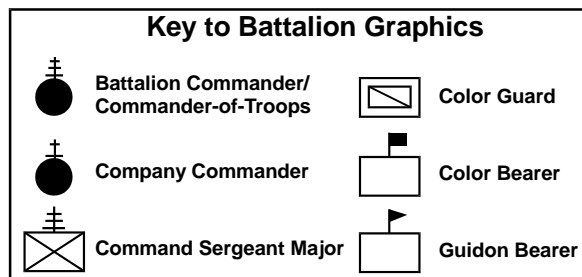 Key to Battalion Graphics
Battalion Commander/
Commander-of-Troops
Color Guard
Company Commander
Color Bearer
Command Sergeant Major
Guidon Bearer